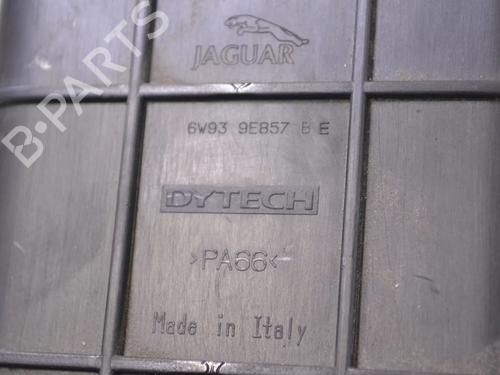 JAGUAR
6W93 9E857 B E
DYTECH
>PA66<
Made in Italy
B-Parts